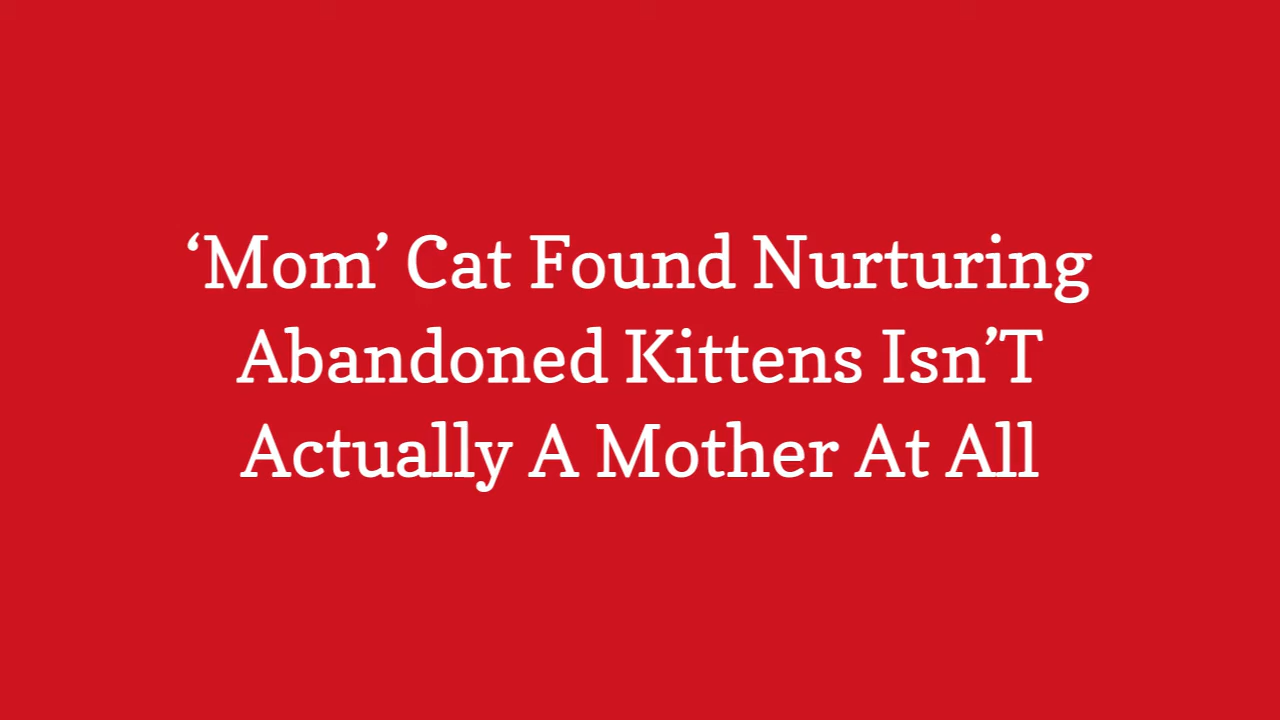 ‘Mom’ Cat Found Nurturing
Abandoned Kittens Isn’T
Actually A Mother At All